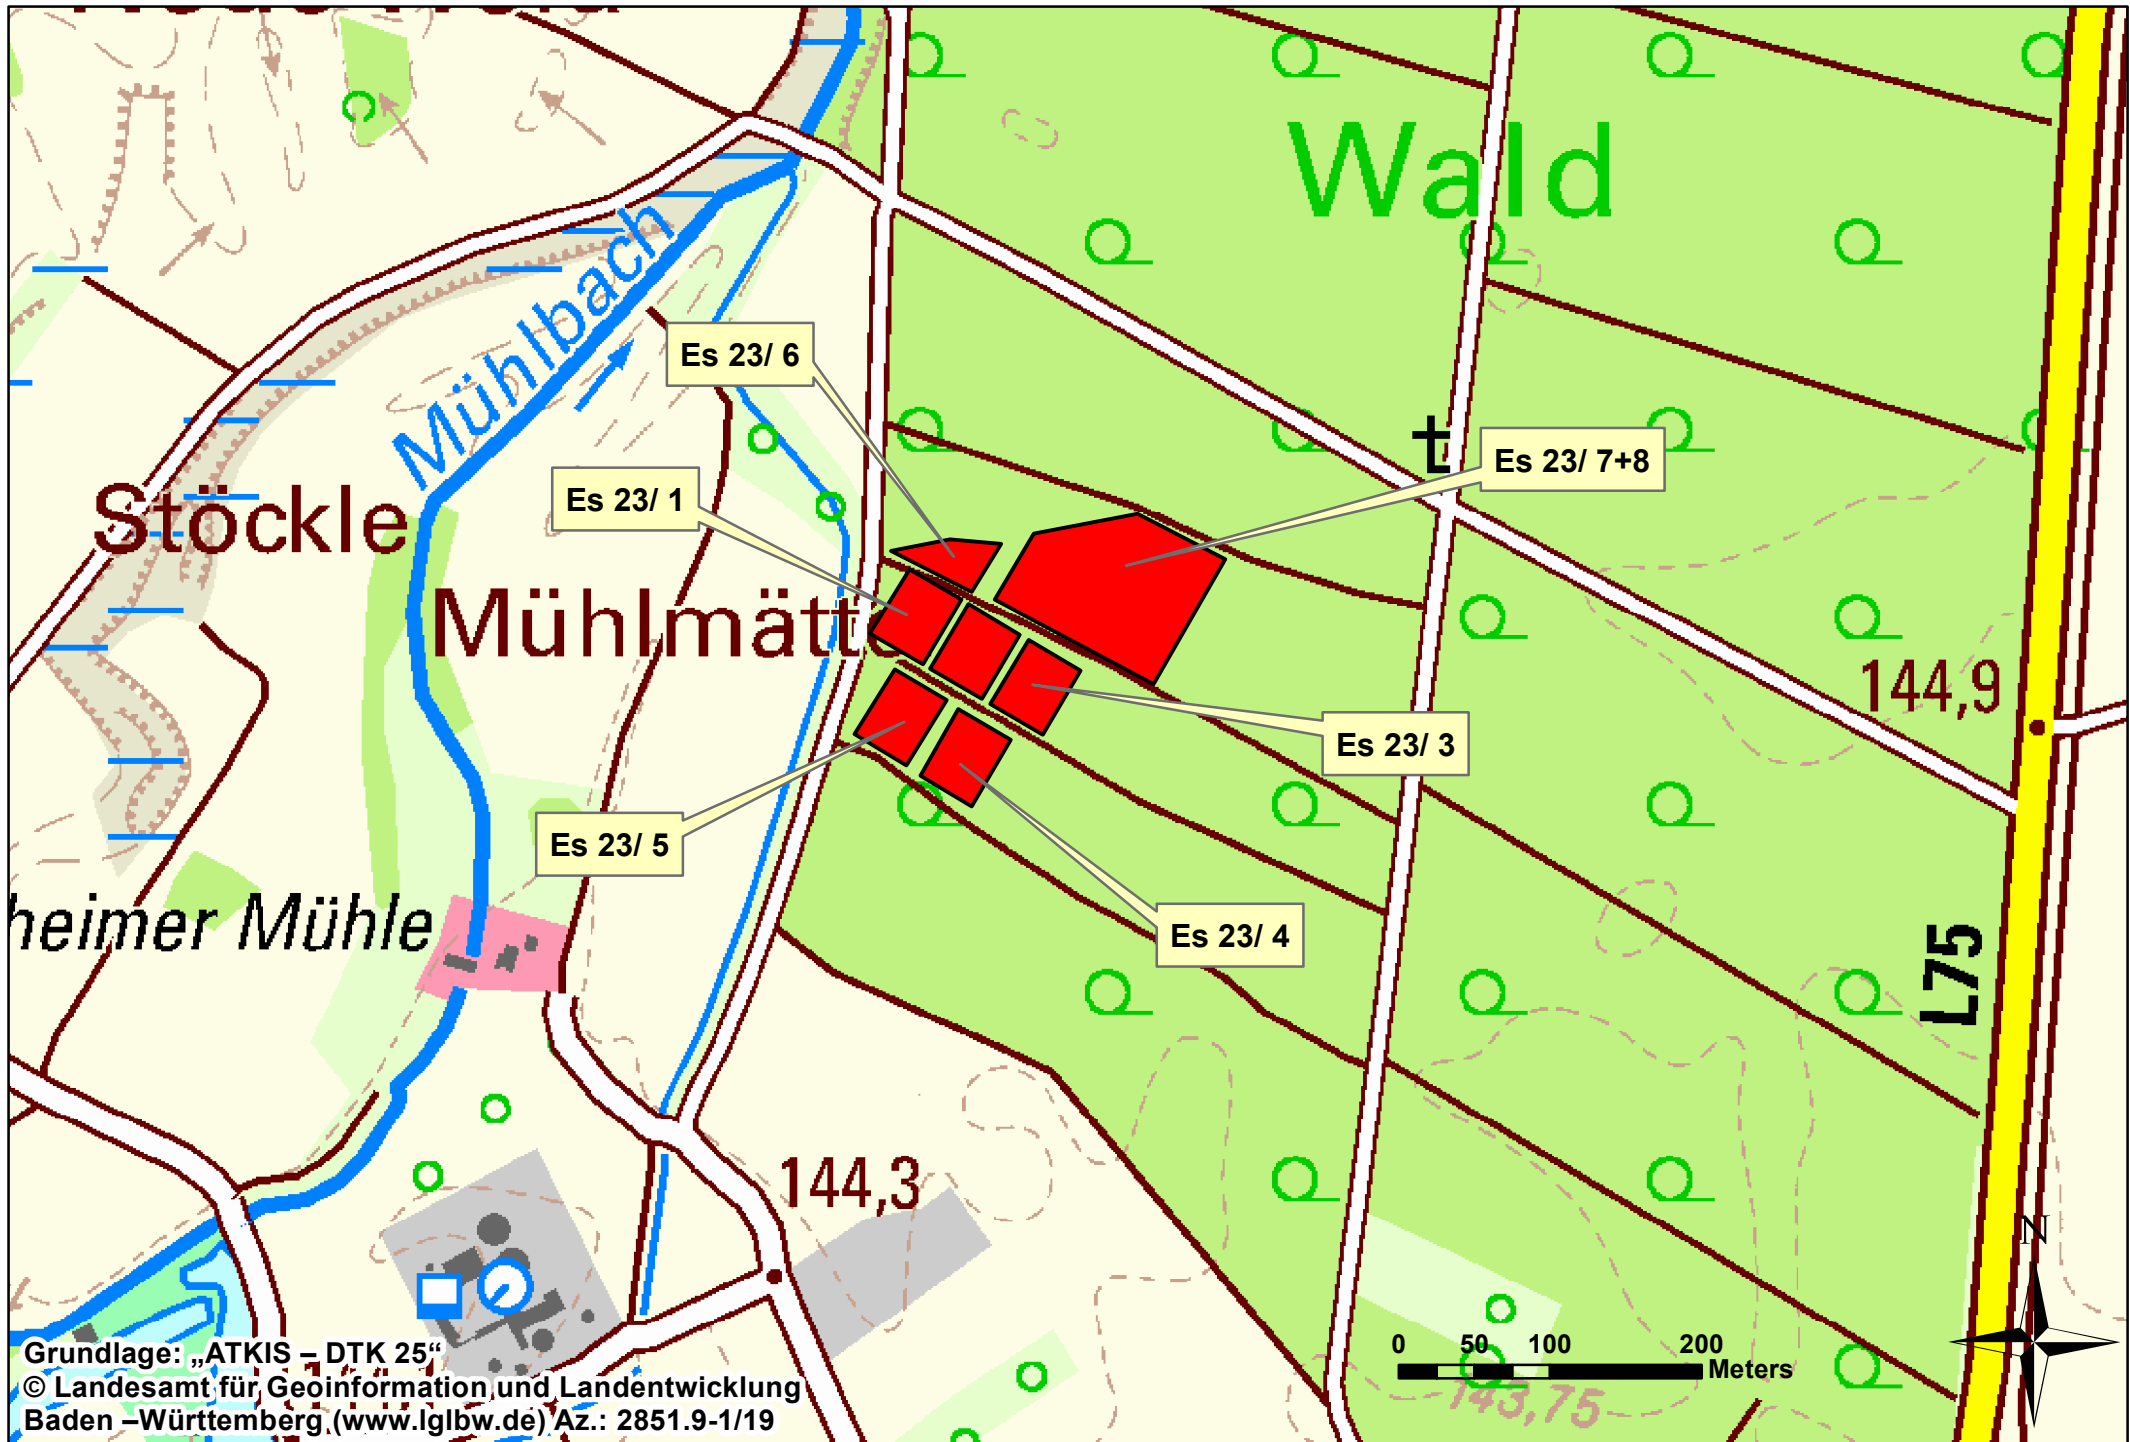 Wald
Mühlbach
Es 23/ 6
t
Es 23/ 7+8
Es 23/ 1
Stöckle
Mühlmätt
144,9
Es 23/ 3
Es 23/ 5
heimer Mühle
Es 23/ 4
L75
144,3
N
0 50 100 200
Meters
143,75
Grundlage: „ATKIS – DTK 25“
© Landesamt für Geoinformation und Landentwicklung
Baden –Württemberg (www.lglbw.de) Az.: 2851.9-1/19